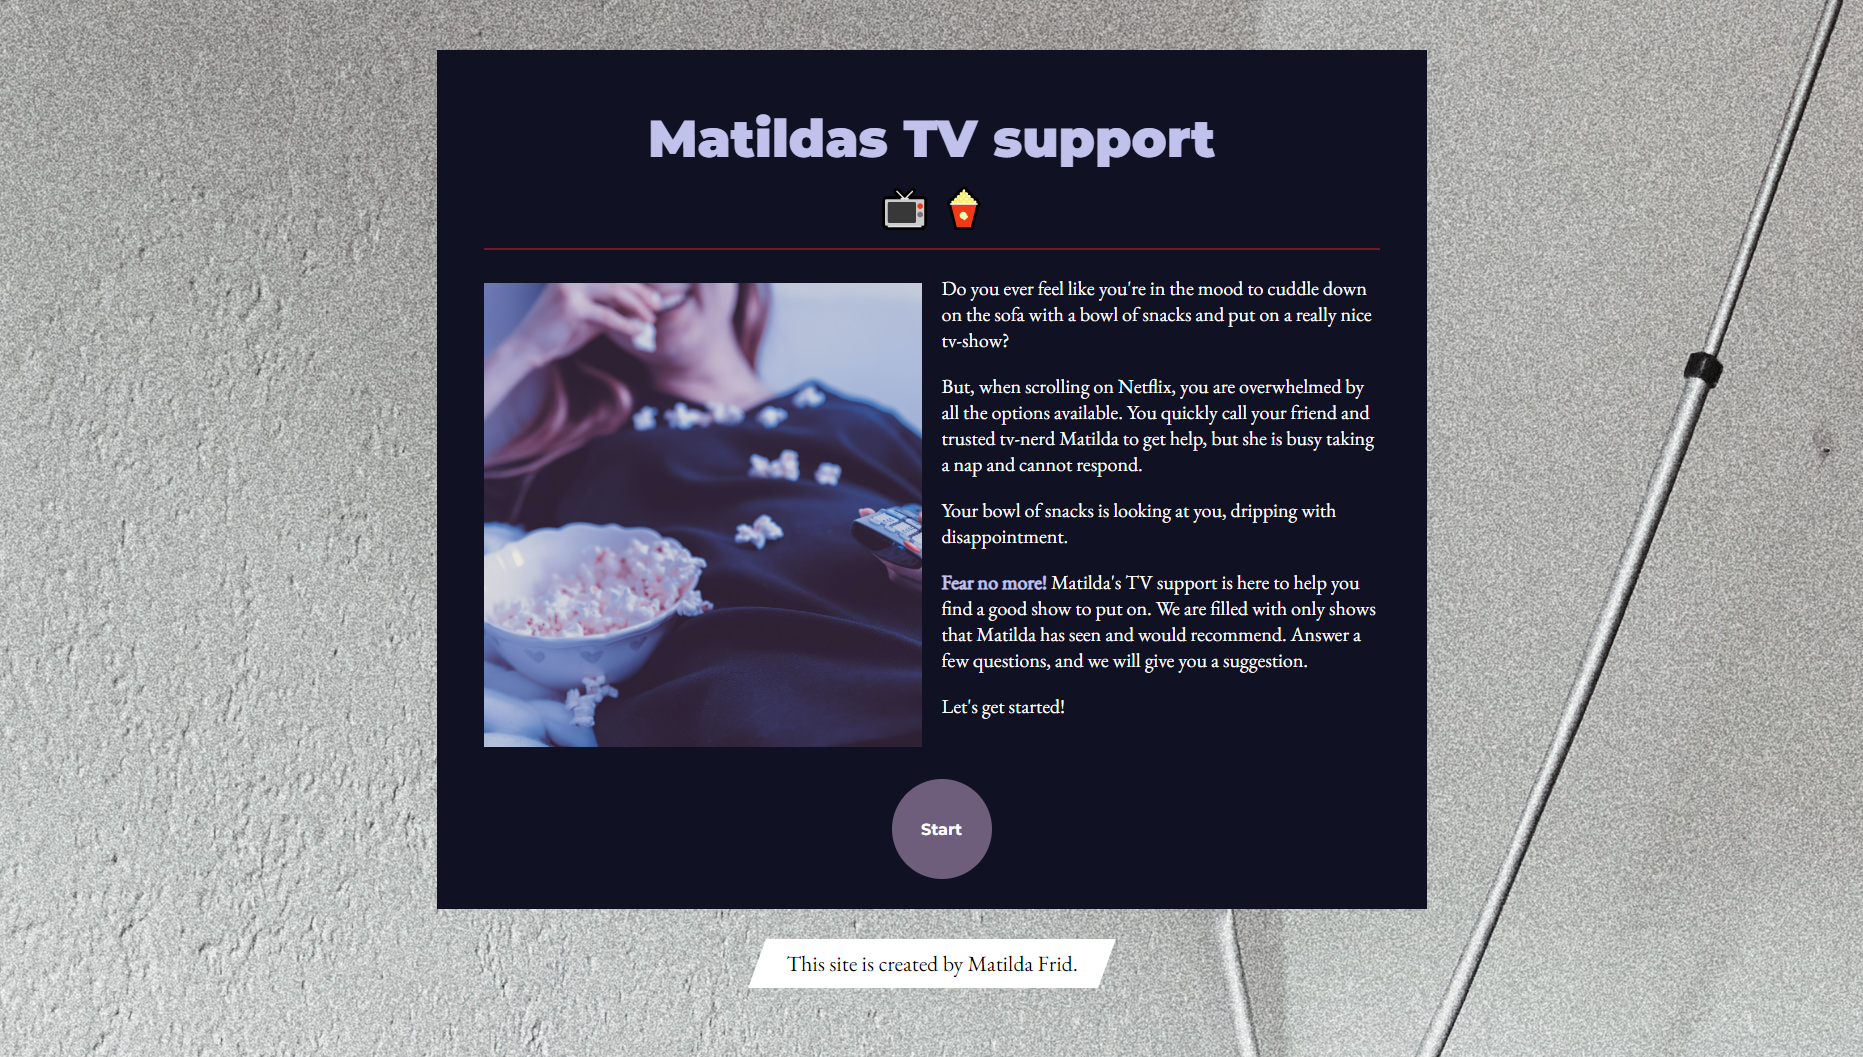 Matildas TV support
Do you ever feel like you're in the mood to cuddle down
on the sofa with a bowl of snacks and put on a really nice
tv-show?
But, when scrolling on Netflix, you are overwhelmed by
all the options available. You quickly call your friend and
trusted tv-nerd Matilda to get help, but she is busy taking
a nap and cannot respond.
Your bowl of snacks is looking at you, dripping with
disappointment.
Fear no more! Matilda's TV support is here to help you
find a good show to put on. We are filled with only shows
that Matilda has seen and would recommend. Answer a
few questions, and we will give you a suggestion.
Let's get started!
Start
This site is created by Matilda Frid.